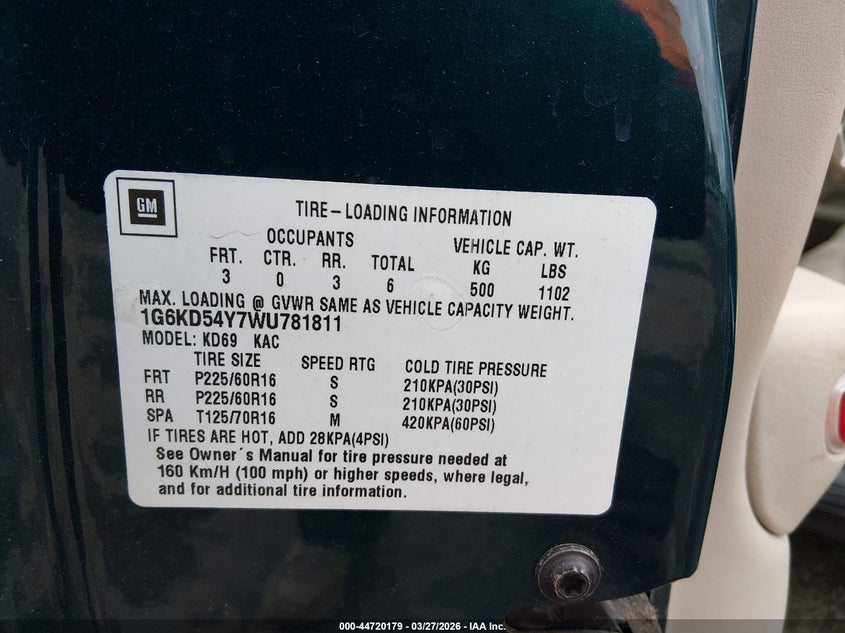 GM
TIRE-LOADING INFORMATION
OCCUPANTS VEHICLE CAP. WT.
FRT. CTR. RR. TOTAL KG LBS
3 0 3 6 500 1102
MAX. LOADING @ GVWR SAME AS VEHICLE CAPACITY WEIGHT.
1G6KD54Y7WU781811
MODEL: KD69 KAC
TIRE SIZE SPEED RTG COLD TIRE PRESSURE
FRT P225/60R16 S 210KPA(30PSI)
RR P225/60R16 S 210KPA(30PSI)
SPA T125/70R16 M 420KPA(60PSI)
IF TIRES ARE HOT, ADD 28KPA(4PSI)
See Owner´s Manual for tire pressure needed at
160 Km/H (100 mph) or higher speeds, where legal,
and for additional tire information.
000-44720179 — 03/27/2026 — IAA Inc.